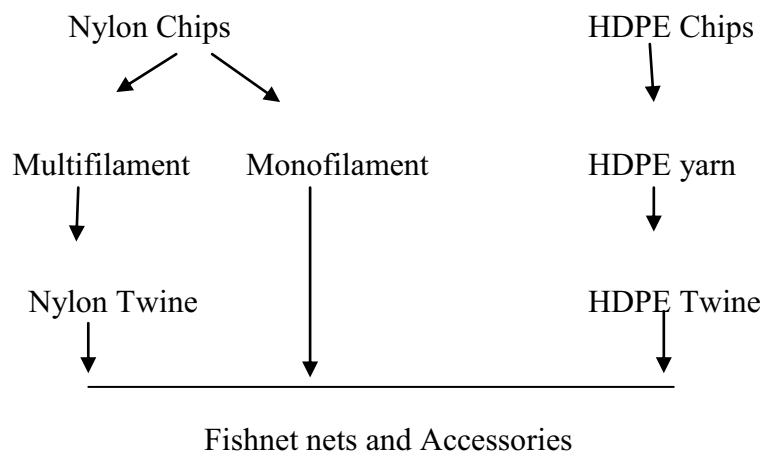 Nylon Chips HDPE Chips
Multifilament Monofilament HDPE yarn
Nylon Twine HDPE Twine
Fishnet nets and Accessories